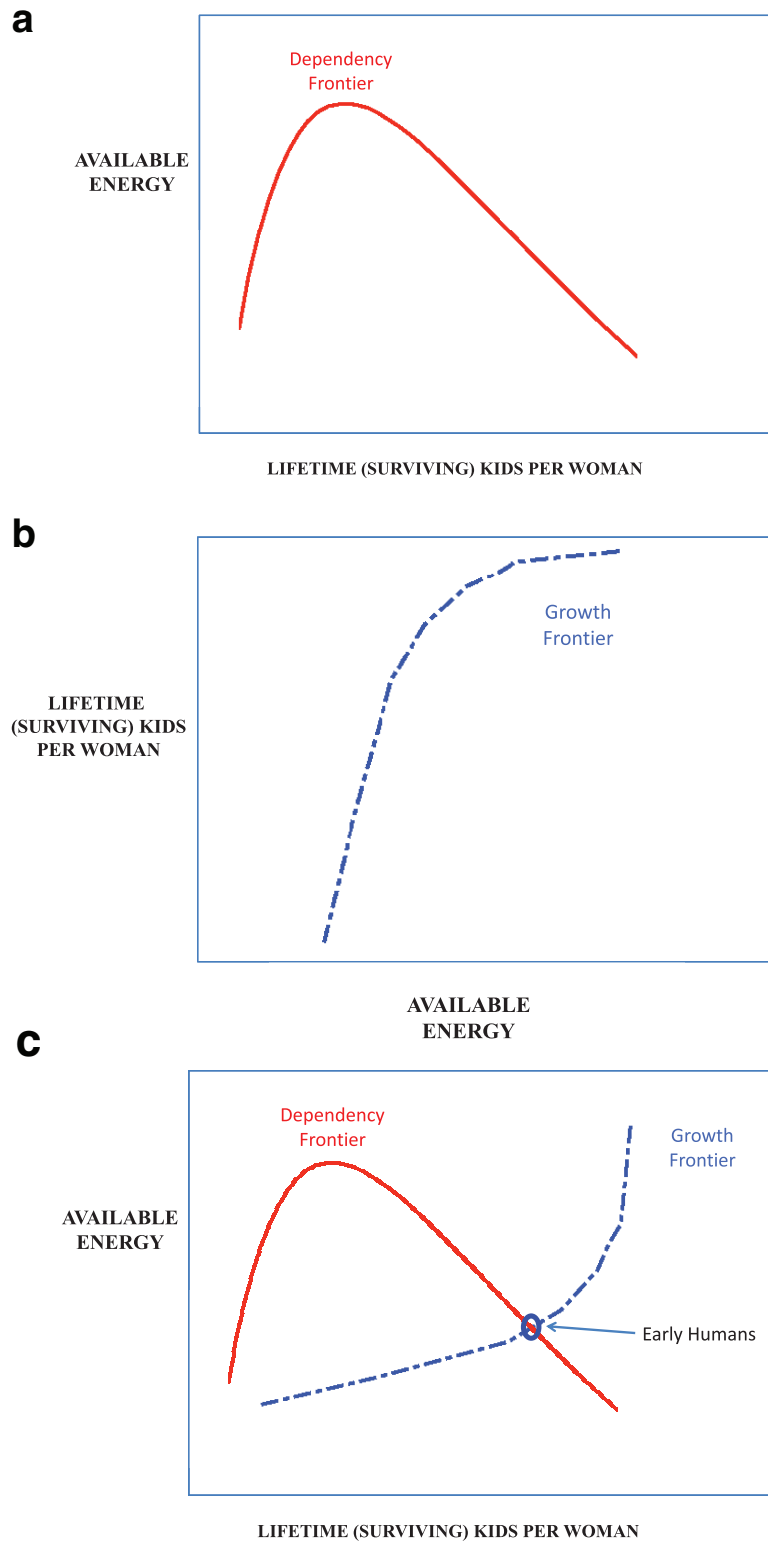 a
Dependency
Frontier
AVAILABLE
ENERGY
LIFETIME (SURVIVING) KIDS PER WOMAN
b
Growth
Frontier
LIFETIME
(SURVIVING) KIDS
PER WOMAN
AVAILABLE
ENERGY
c
Dependency
Frontier
Growth
Frontier
AVAILABLE
ENERGY
Early Humans
LIFETIME (SURVIVING) KIDS PER WOMAN